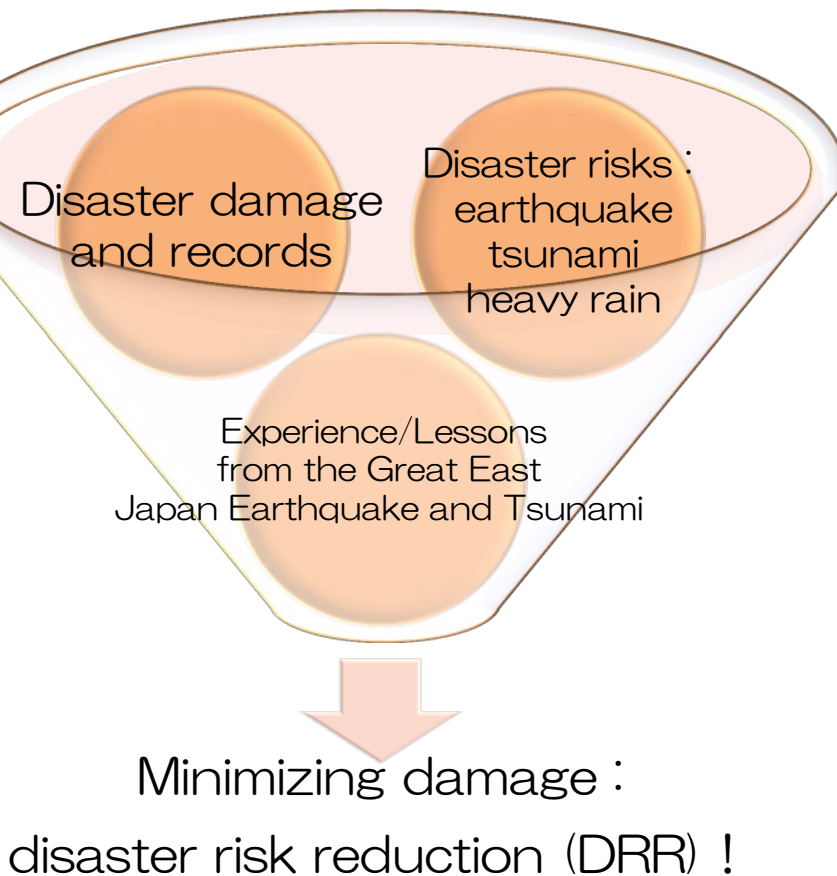 Disaster damage
and records
Disaster risks：
earthquake
tsunami
heavy rain
Experience/Lessons
from the Great East
Japan Earthquake and Tsunami
Minimizing damage：
disaster risk reduction (DRR)！